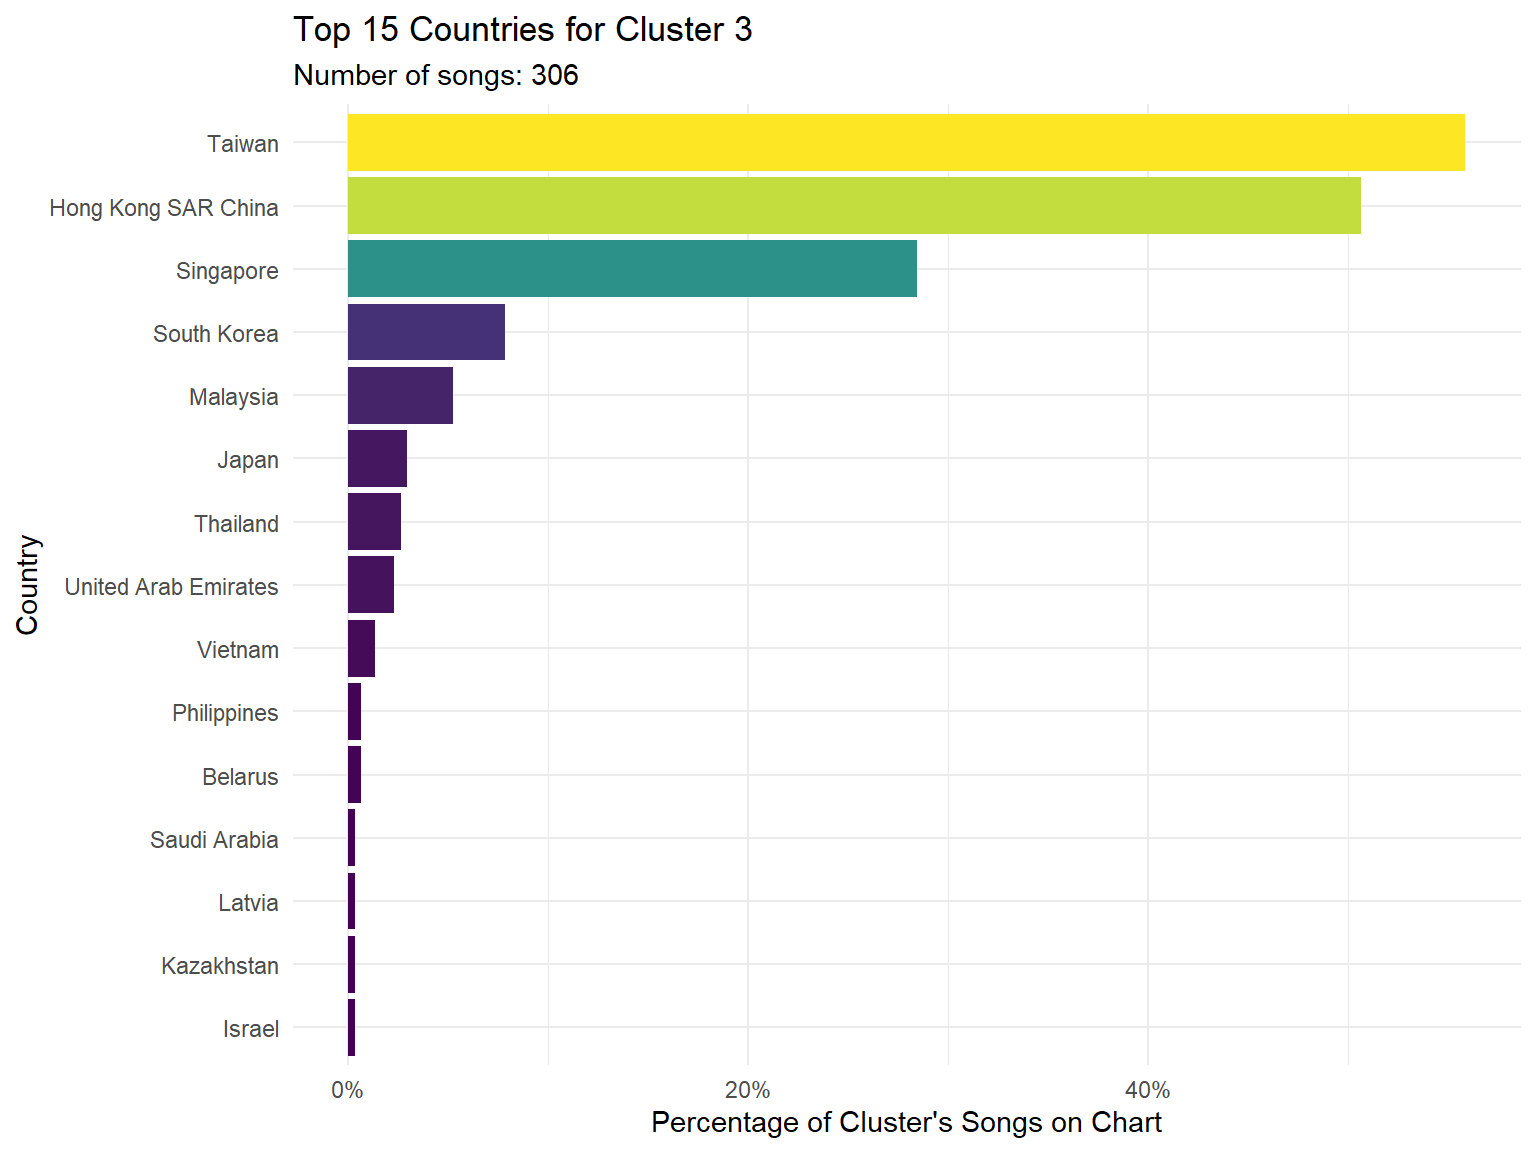 Top 15 Countries for Cluster 3
Number of songs: 306
Taiwan
Hong Kong SAR China
Singapore
South Korea
Malaysia
Japan
Thailand
United Arab Emirates
Vietnam
Philippines
Belarus
Saudi Arabia
Latvia
Kazakhstan
Israel
Country
0% 20% 40%
Percentage of Cluster's Songs on Chart